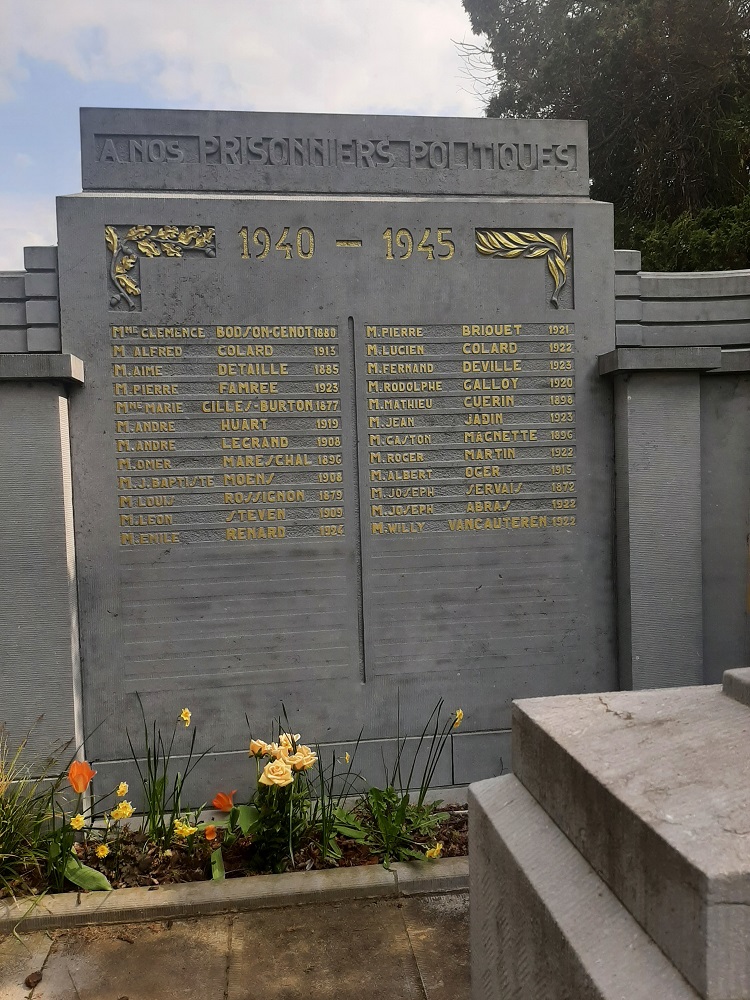 A NOS PRISONNIERS POLITIQUES
1940 - 1945
MME CLEMENCE BODSON-GENOT 1880
M ALFRED COLARD 1913
M. AIME DETAILLE 1885
M. PIERRE FAMREE 1923
MME MARIE GILLES-BURTON 1877
M. ANDRE HUART 1919
M. ANDRE LEGRAND 1908
M. OMER MARESCHAL 1896
M. J. BAPTISTE MOENS 1908
M. LOUIS ROSSIGNON 1879
M. LEON STEVEN 1909
M. EMILE RENARD 1924
M. PIERRE BRIQUET 1921
M. LUCIEN COLARD 1922
M. FERNAND DEVILLE 1923
M. RODOLPHE GALLOY 1920
M. MATHIEU GUERIN 1898
M. JEAN JADIN 1923
M. GASTON MAGNETTE 1896
M. ROGER MARTIN 1922
M. ALBERT OGER 1915
M. JOSEPH SERVAIS 1872
M. JOSEPH ABRAS 1922
M. WILLY VANCAUTEREN 1922